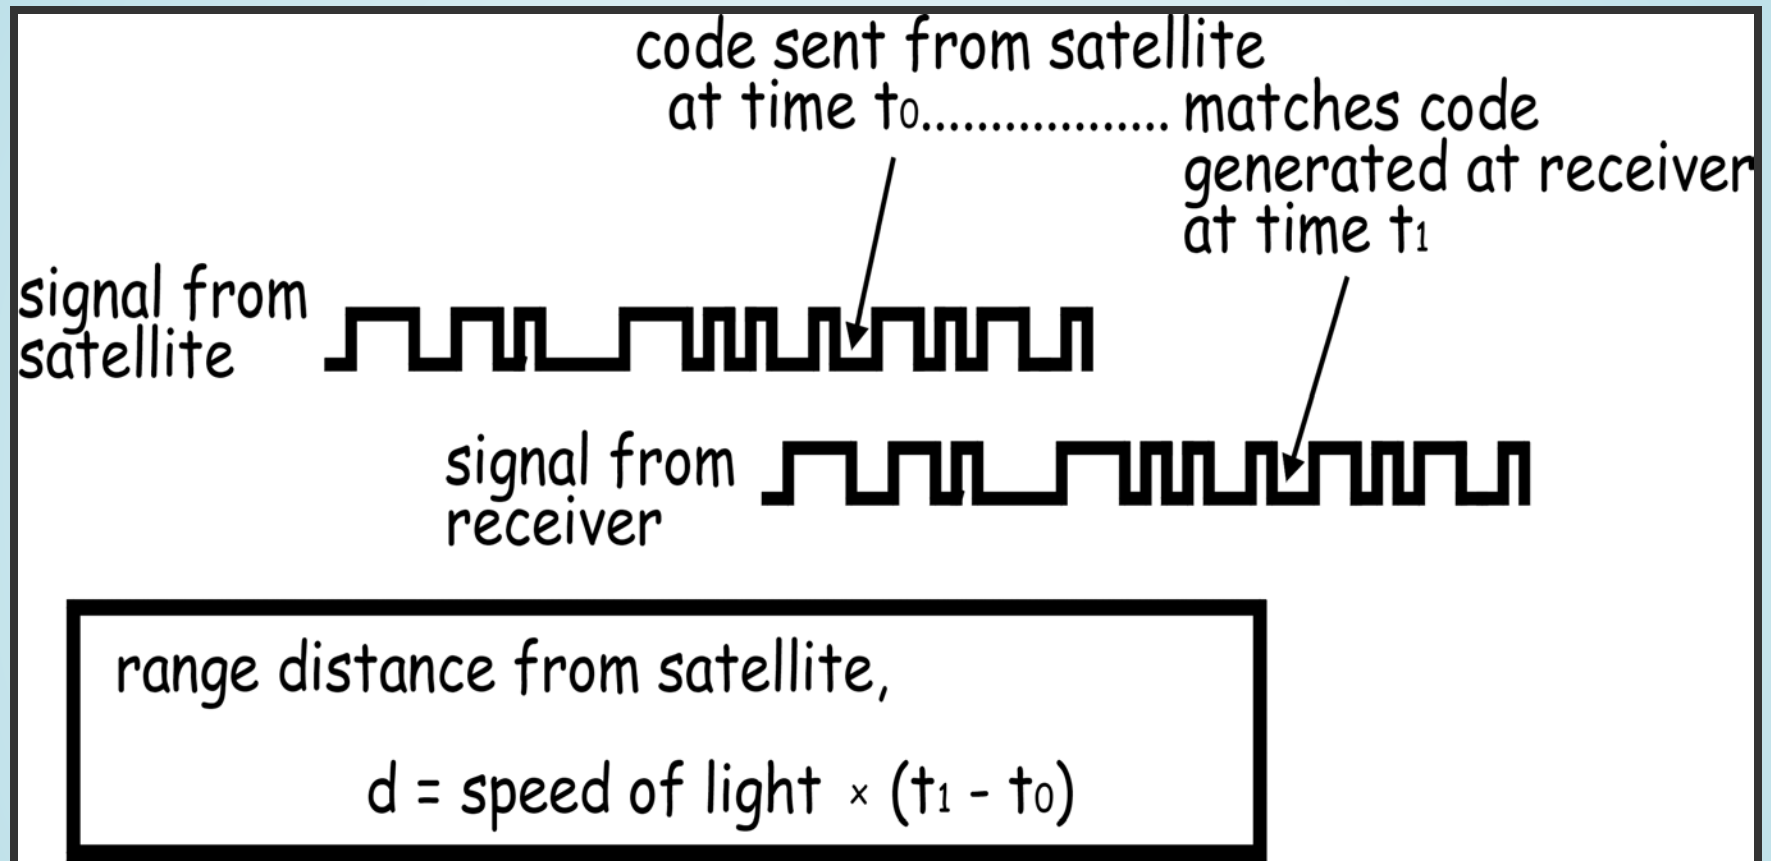 code sent from satellite
at time t0.................. matches code
generated at receiver
at time t1
signal from
satellite
signal from
receiver
range distance from satellite,
d = speed of light × (t1 - t0)